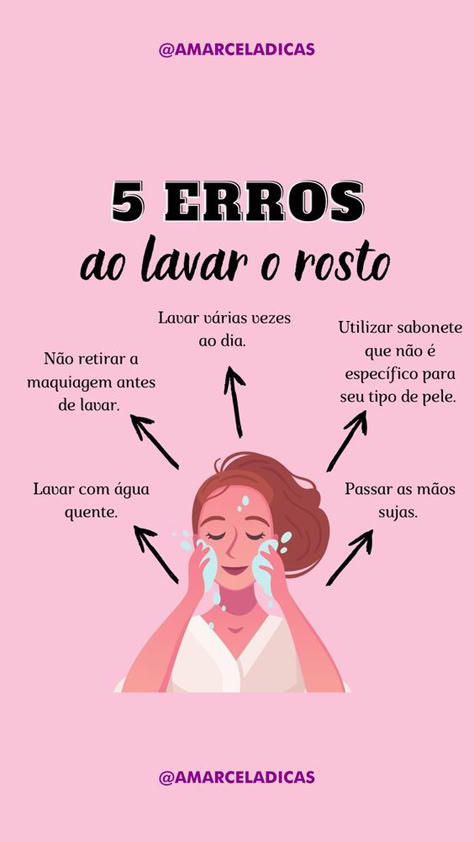 @AMARCELADICAS
5 ERROS
ao lavar o rosto
Lavar várias vezes
ao dia.
Utilizar sabonete
que não é
específico para
seu tipo de pele.
Não retirar a
maquiagem antes
de lavar.
Lavar com água
quente.
Passar as mãos
sujas.
@AMARCELADICAS